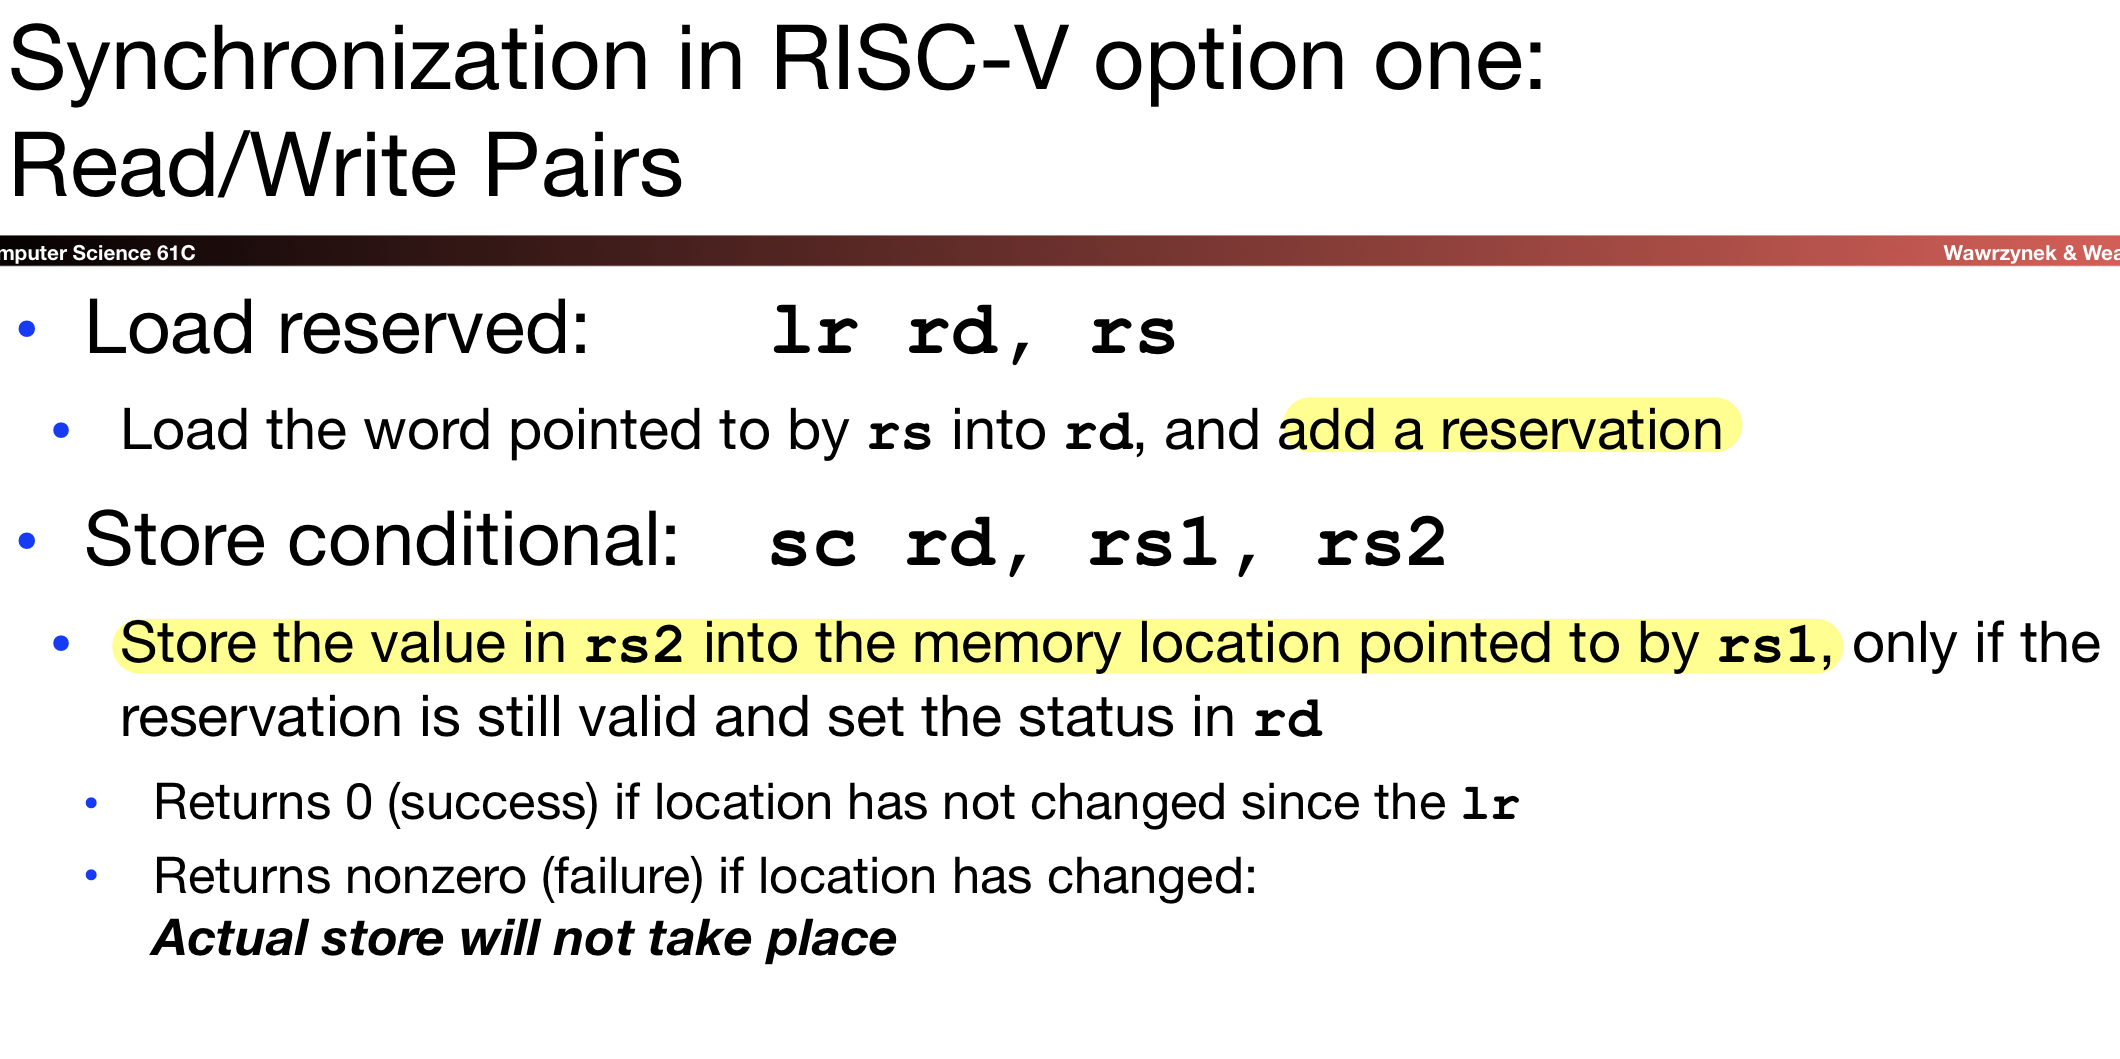 Synchronization in RISC-V option one:
Read/Write Pairs
mputer Science 61C
Wawrzynek & Wea
• Load reserved: lr rd, rs
• Load the word pointed to by rs into rd, and add a reservation
• Store conditional: sc rd, rs1, rs2
• Store the value in rs2 into the memory location pointed to by rs1, only if the
reservation is still valid and set the status in rd
• Returns 0 (success) if location has not changed since the lr
• Returns nonzero (failure) if location has changed:
Actual store will not take place